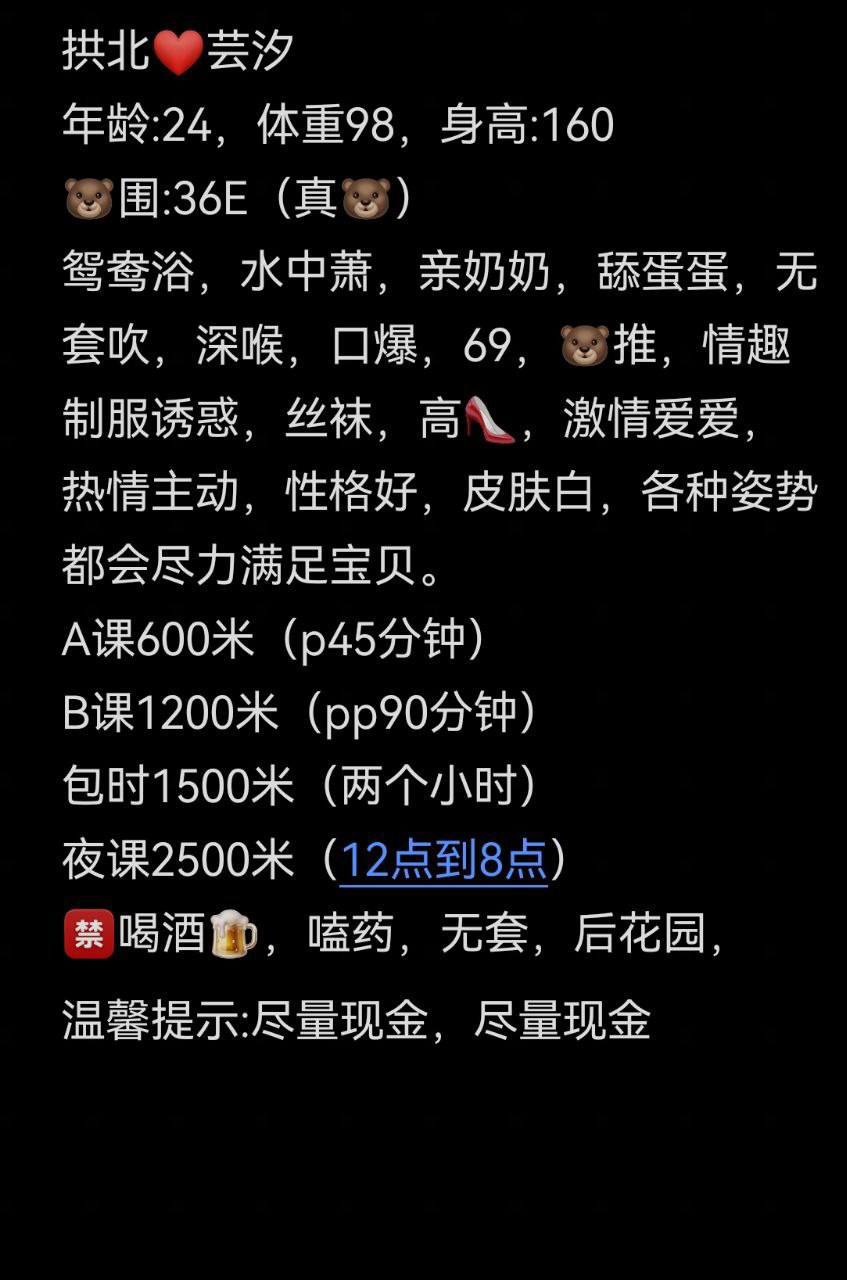 拱北❤️芸汐
年龄:24，体重98，身高:160
🐻围:36E（真🐻）
鸳鸯浴，水中萧，亲奶奶，舔蛋蛋，无
套吹，深喉，口爆，69，🐻推，情趣
制服诱惑，丝袜，高👠，激情爱爱，
热情主动，性格好，皮肤白，各种姿势
都会尽力满足宝贝。
A课600米（p45分钟）
B课1200米（pp90分钟）
包时1500米（两个小时）
夜课2500米（12点到8点）
🈲喝酒🍺，嗑药，无套，后花园，
温馨提示:尽量现金，尽量现金